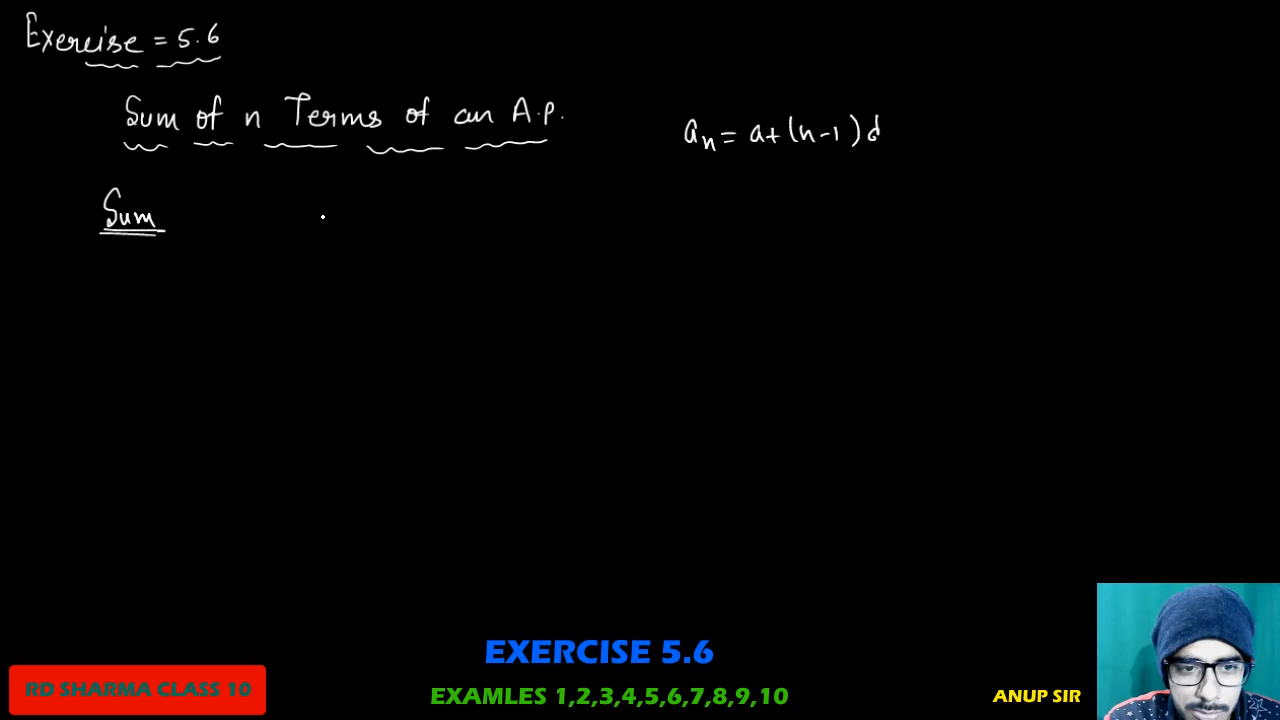 Exercise = 5.6
Sum of n Terms of an A.P.
aₙ = a+(n-1)d
Sum
EXERCISE 5.6
RD SHARMA CLASS 10
EXAMLES 1,2,3,4,5,6,7,8,9,10
ANUP SIR